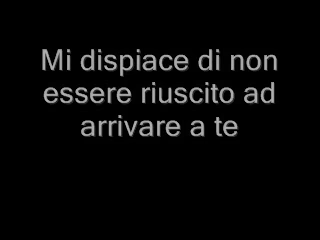 Mi dispiace di non
essere riuscito ad
arrivare a te